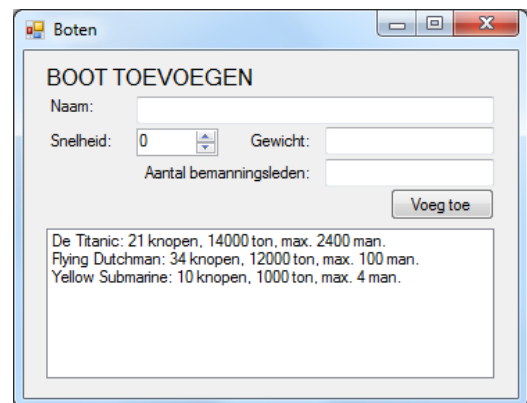 Boten
BOOT TOEVOEGEN
Naam:
Snelheid: 0 Gewicht:
Aantal bemanningsleden:
Voeg toe
De Titanic: 21 knopen, 14000 ton, max. 2400 man.
Flying Dutchman: 34 knopen, 12000 ton, max. 100 man.
Yellow Submarine: 10 knopen, 1000 ton, max. 4 man.